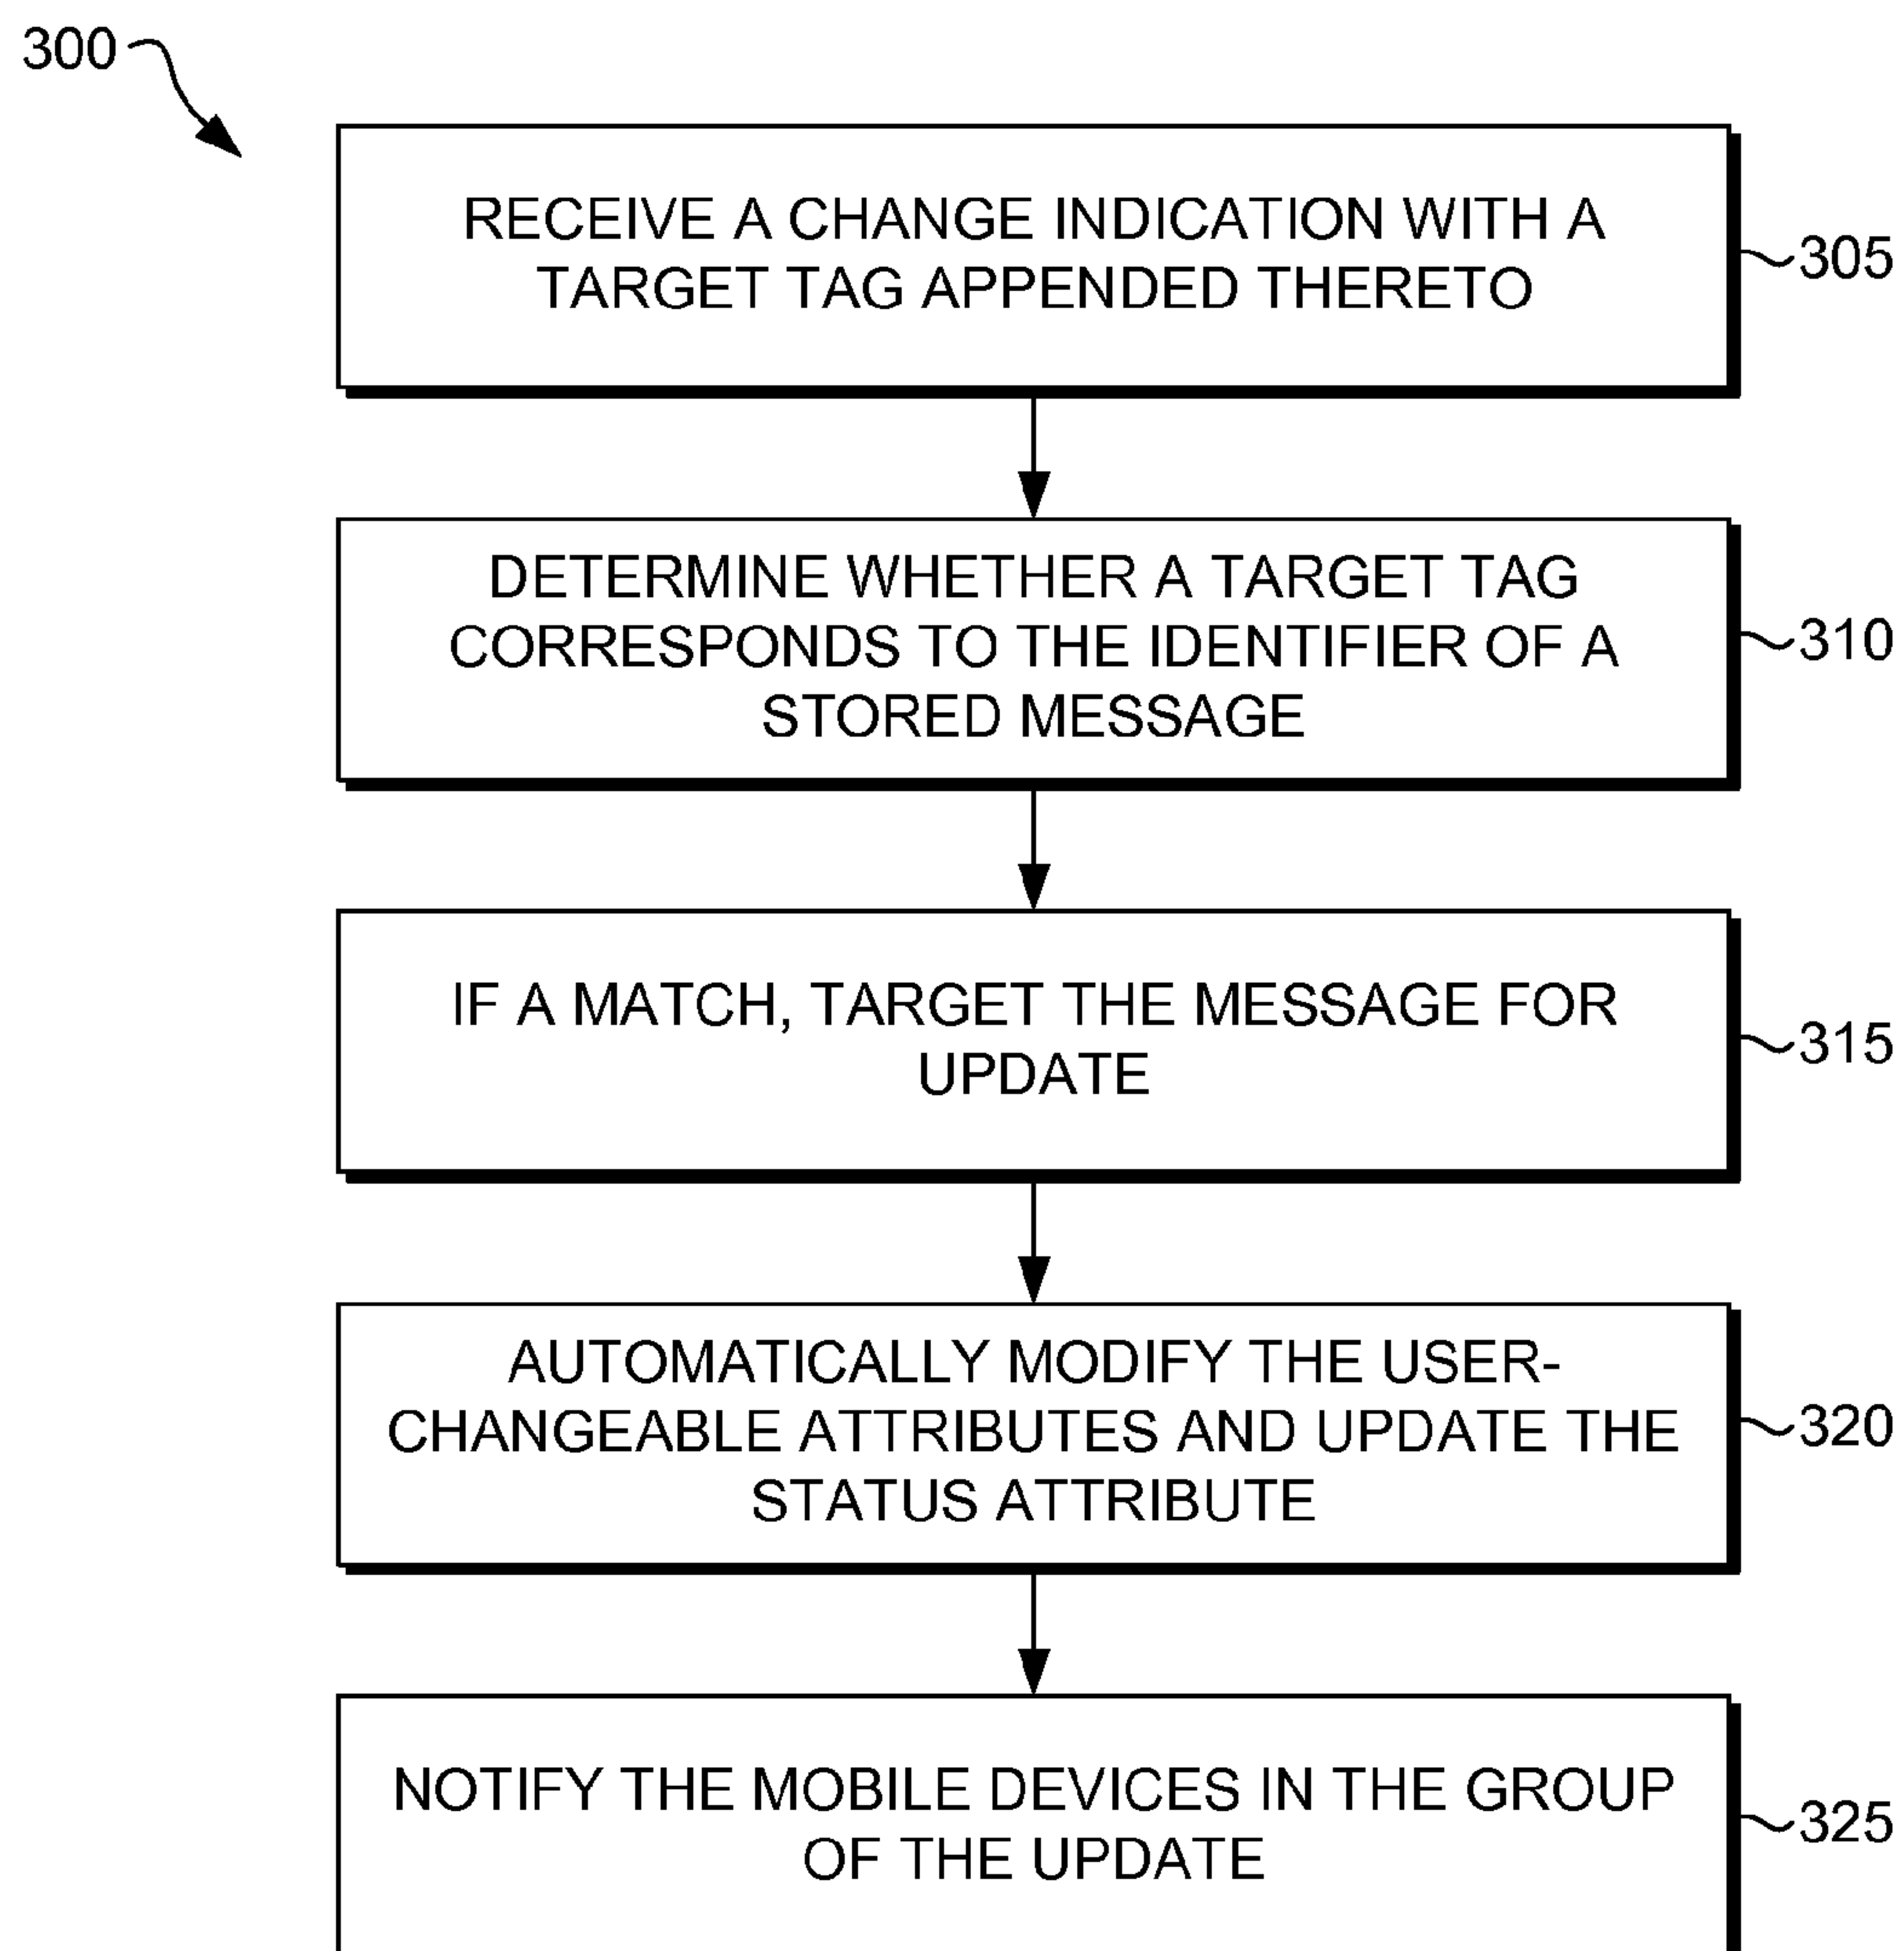 300
RECEIVE A CHANGE INDICATION WITH A
TARGET TAG APPENDED THERETO
305
DETERMINE WHETHER A TARGET TAG
CORRESPONDS TO THE IDENTIFIER OF A
STORED MESSAGE
310
IF A MATCH, TARGET THE MESSAGE FOR
UPDATE
315
AUTOMATICALLY MODIFY THE USER-
CHANGEABLE ATTRIBUTES AND UPDATE THE
STATUS ATTRIBUTE
320
NOTIFY THE MOBILE DEVICES IN THE GROUP
OF THE UPDATE
325